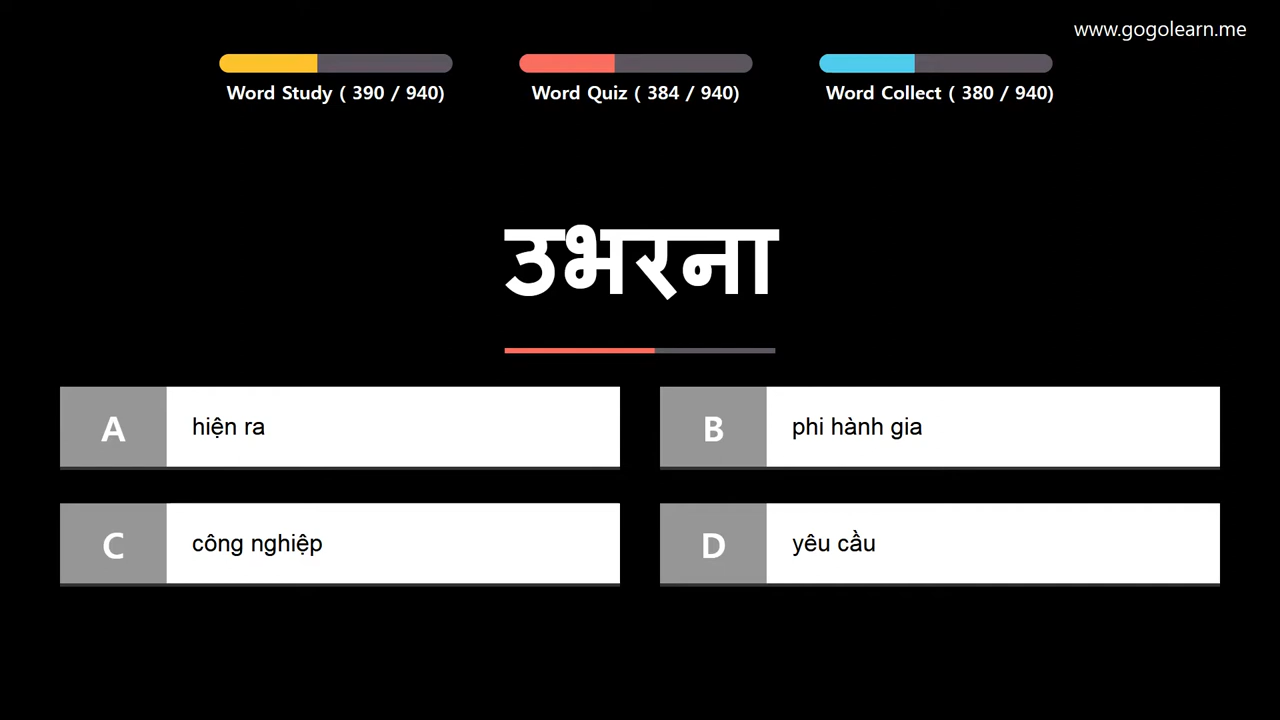 www.gogolearn.me
Word Study ( 390 / 940)
Word Quiz ( 384 / 940)
Word Collect ( 380 / 940)
उभरना
A
hiện ra
B
phi hành gia
C
công nghiệp
D
yêu cầu